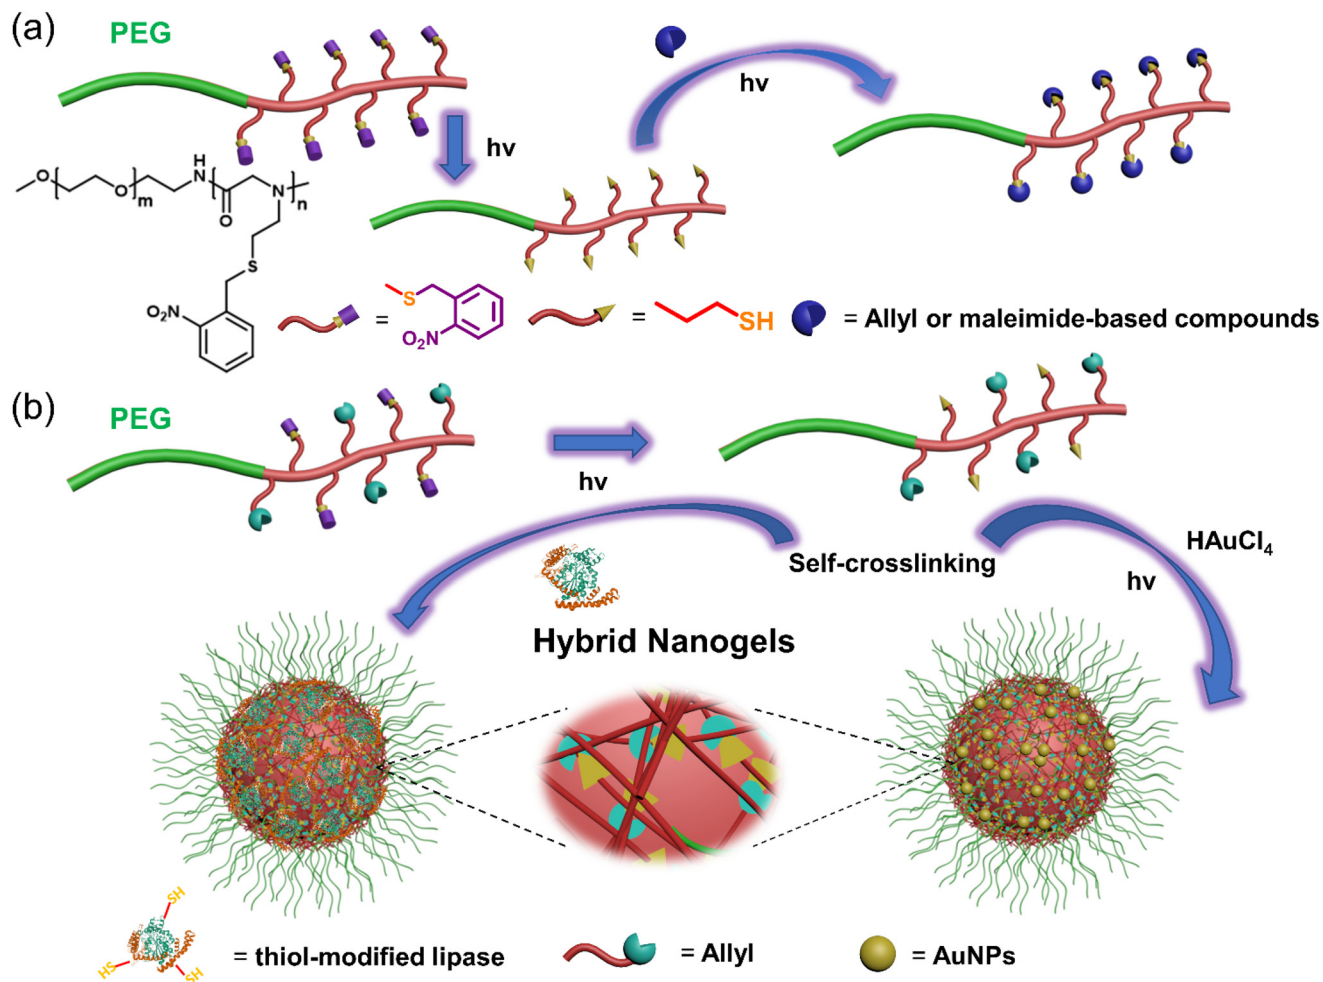 (a)
PEG
hv
hv
O
O
m
H
N
O
N
n
S
O₂N
=
S
O₂N
=
SH
= Allyl or maleimide-based compounds
(b)
PEG
hv
Self-crosslinking
HAuCl₄
hv
Hybrid Nanogels
SH
HS
SH
= thiol-modified lipase
= Allyl
= AuNPs